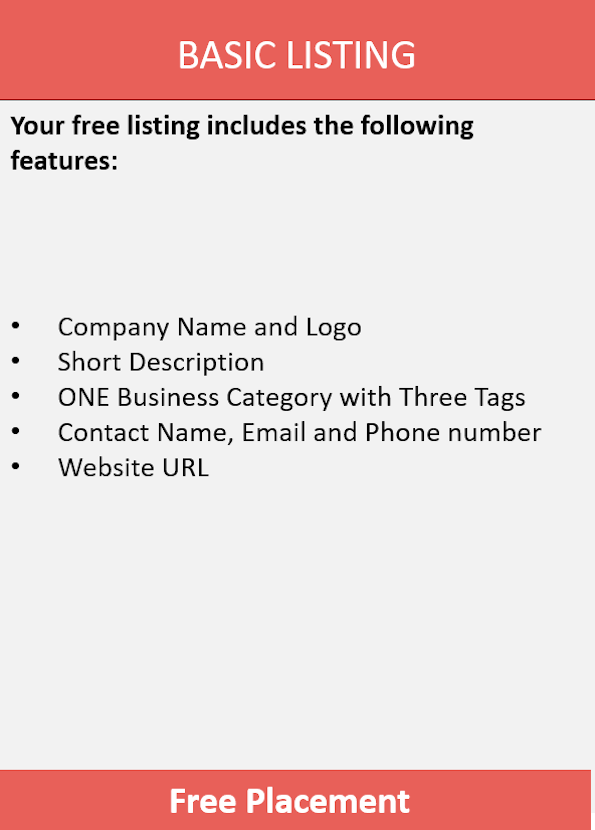 BASIC LISTING
Your free listing includes the following
features:
• Company Name and Logo
• Short Description
• ONE Business Category with Three Tags
• Contact Name, Email and Phone number
• Website URL
Free Placement